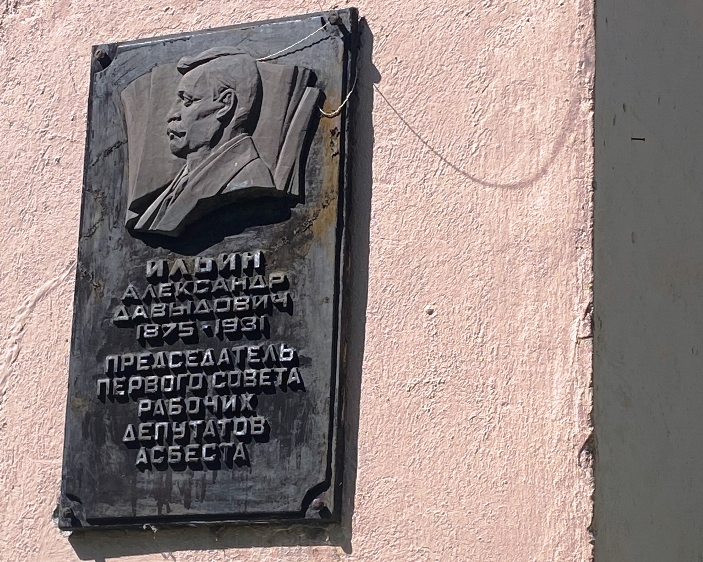 ИЛЬИН
АЛЕКСАНДР
ДАВЫДОВИЧ
1875-1931
ПРЕДСЕДАТЕЛЬ
ПЕРВОГО СОВЕТА
РАБОЧИХ
ДЕПУТАТОВ
АСБЕСТА